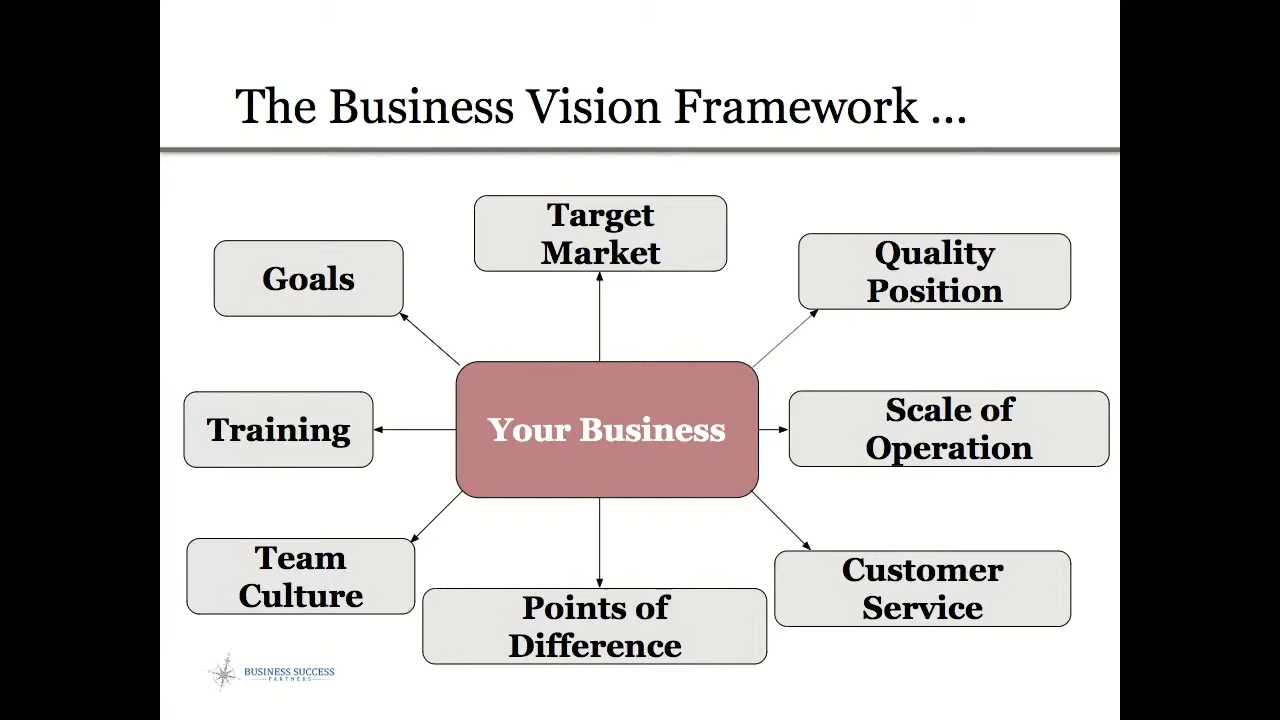 The Business Vision Framework ...
Target
Market
Quality
Position
Goals
Scale of
Operation
Your Business
Training
Team
Culture
Customer
Service
Points of
Difference
BUSINESS SUCCESS
PARTNERS